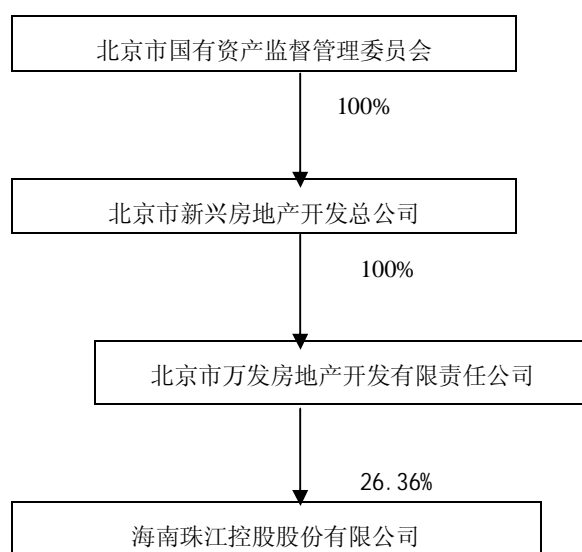 北京市国有资产监督管理委员会
100%
北京市新兴房地产开发总公司
100%
北京市万发房地产开发有限责任公司
26.36%
海南珠江控股股份有限公司